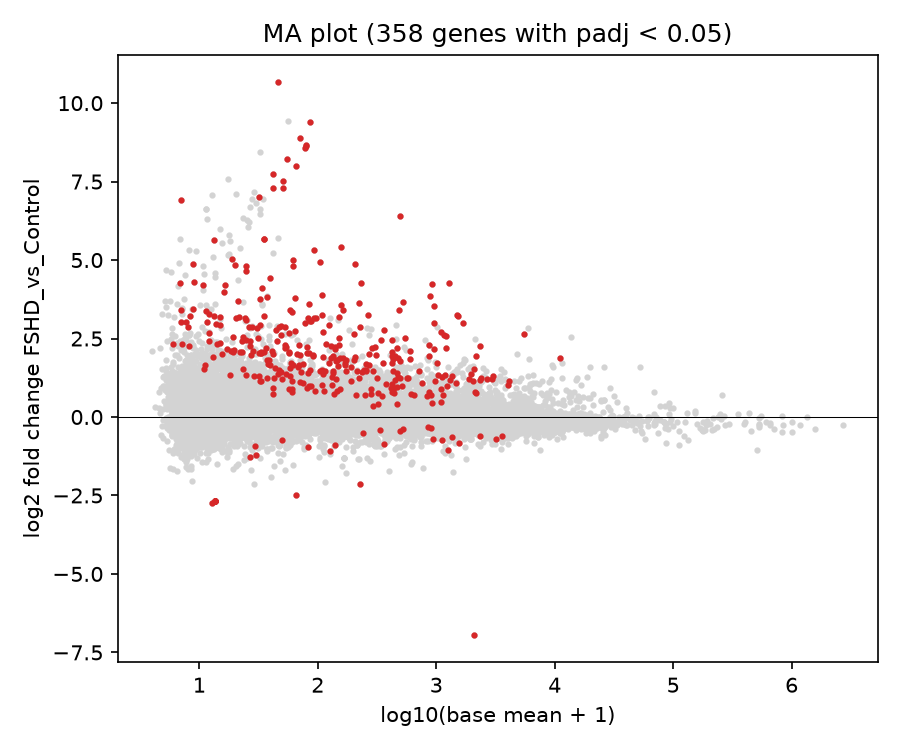 MA plot (358 genes with padj < 0.05)
log2 fold change FSHD_vs_Control
10.0
7.5
5.0
2.5
0.0
−2.5
−5.0
−7.5
1 2 3 4 5 6
log10(base mean + 1)